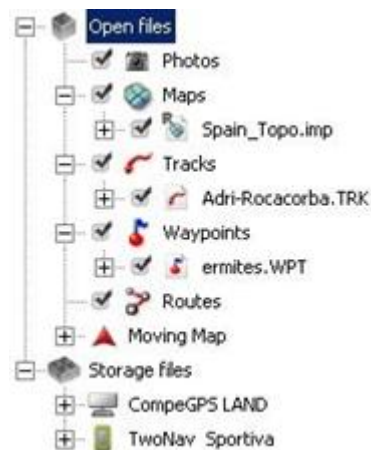 Open files
Photos
Maps
Spain_Topo.imp
Tracks
Adri-Rocacorba.TRK
Waypoints
ermites.WPT
Routes
Moving Map
Storage files
CompeGPS LAND
TwoNav Sportiva